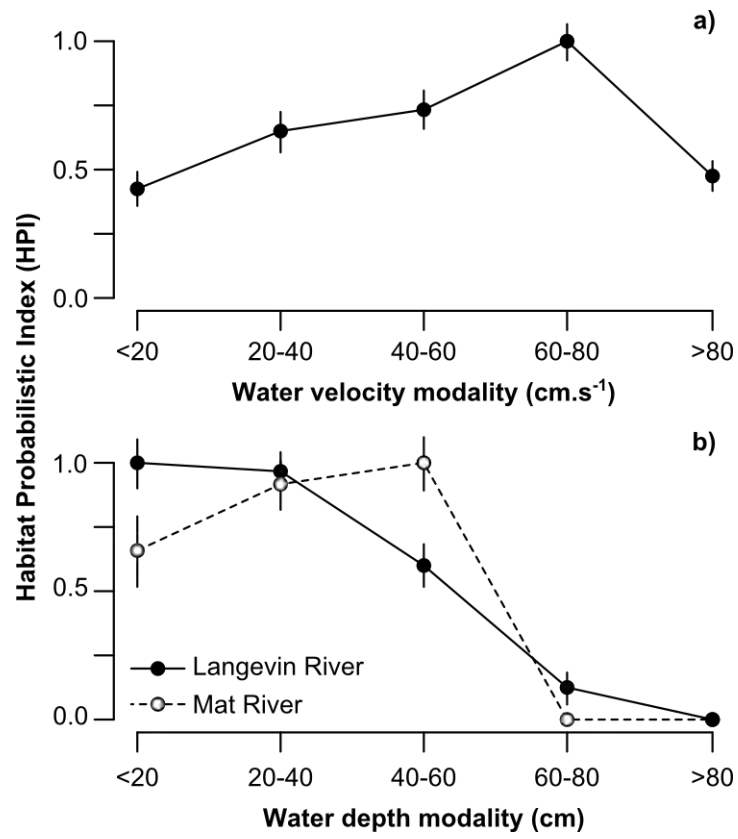 a)
1.0
0.5
0.0
<20 20-40 40-60 60-80 >80
Water velocity modality (cm.s⁻¹)
Habitat Probabilistic Index (HPI)
b)
1.0
0.5
0.0
Langevin River
Mat River
<20 20-40 40-60 60-80 >80
Water depth modality (cm)